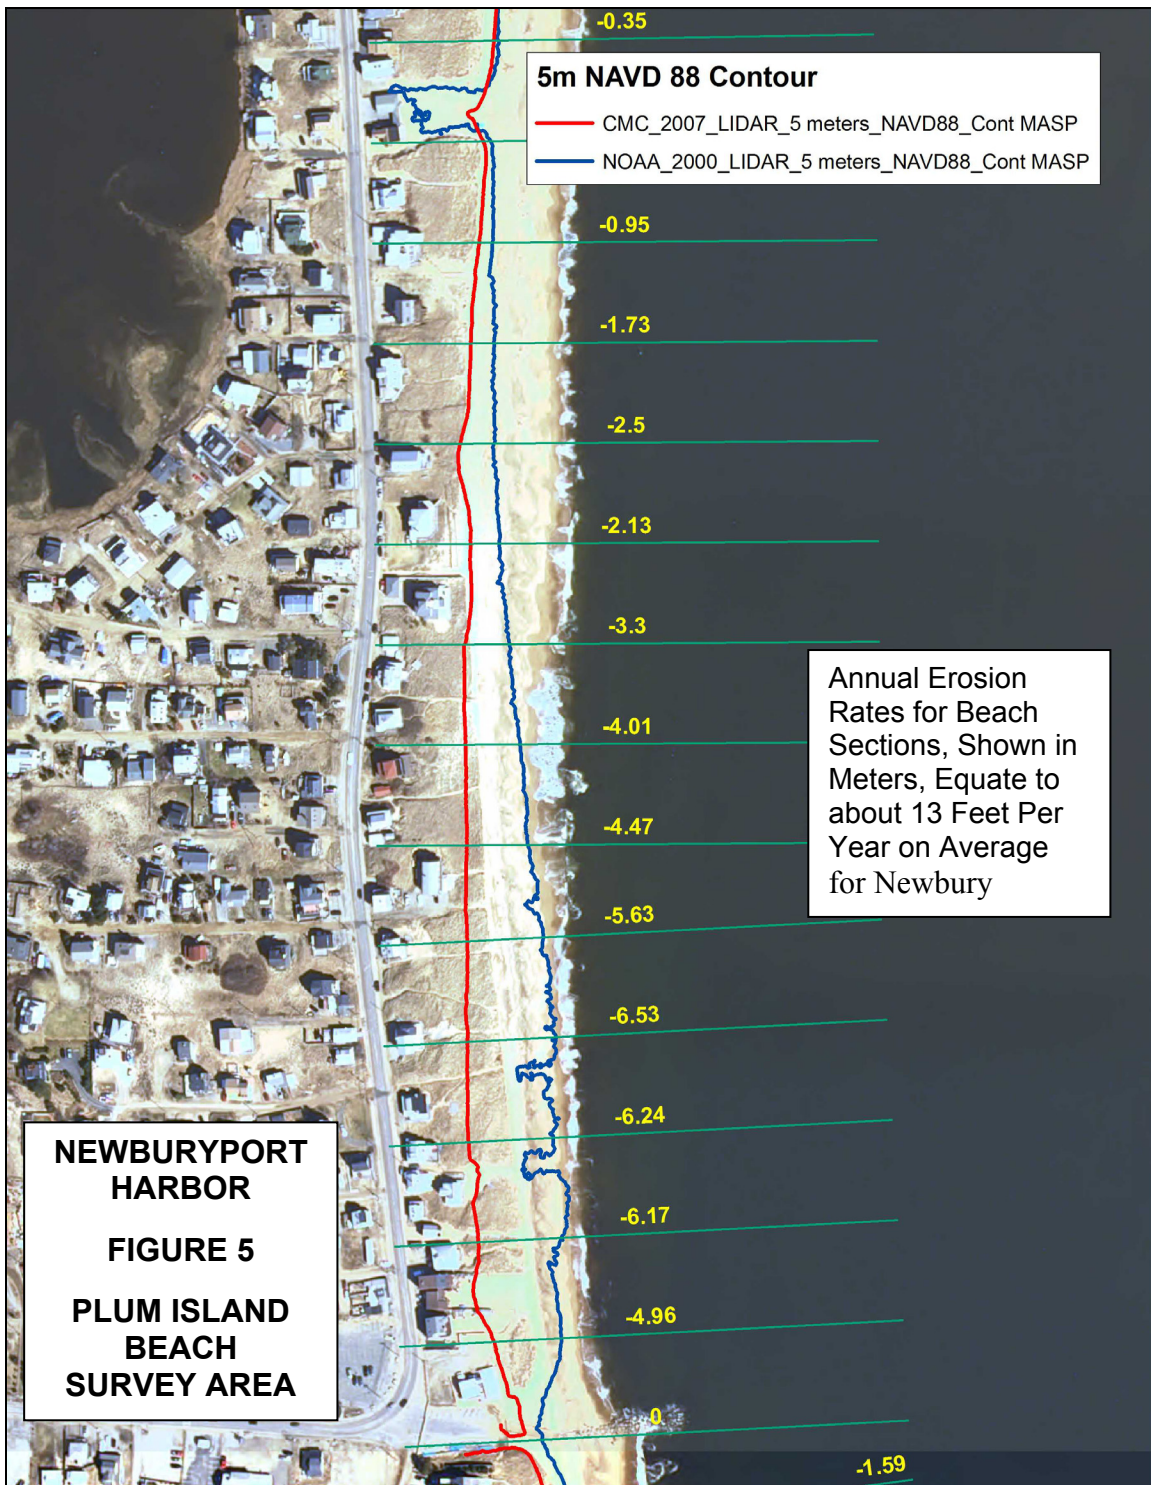 -0.35
5m NAVD 88 Contour
CMC_2007_LIDAR_5 meters_NAVD88_Cont MASP
NOAA_2000_LIDAR_5 meters_NAVD88_Cont MASP
-0.95
-1.73
-2.5
-2.13
-3.3
Annual Erosion
Rates for Beach
Sections, Shown in
Meters, Equate to
about 13 Feet Per
Year on Average
for Newbury
-4.01
-4.47
-5.63
-6.53
-6.24
NEWBURYPORT
HARBOR
FIGURE 5
PLUM ISLAND
BEACH
SURVEY AREA
-6.17
-4.96
0
-1.59